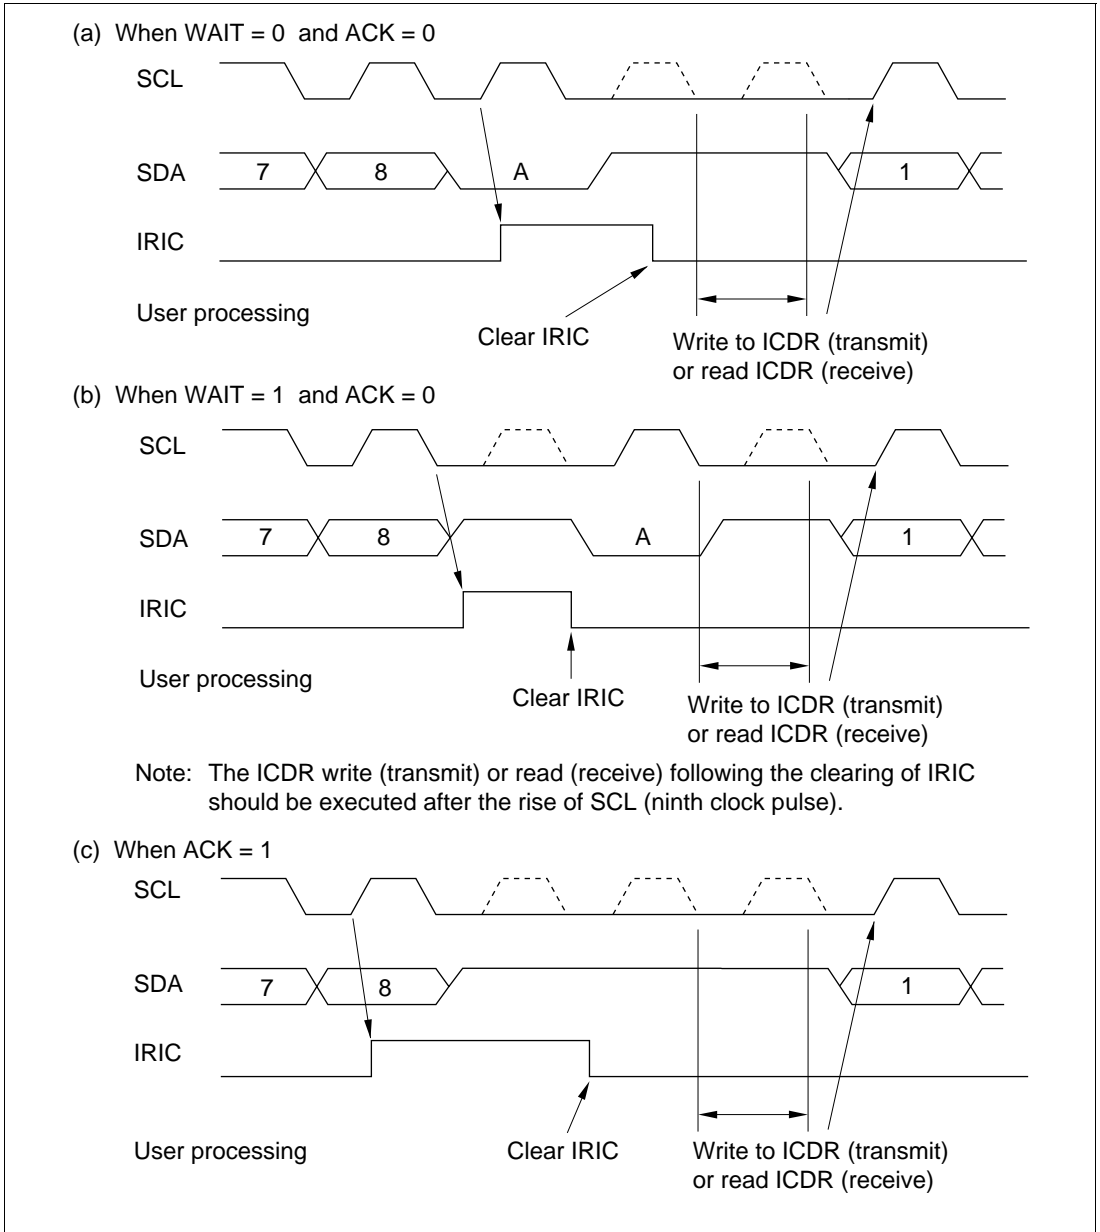 (a) When WAIT = 0 and ACK = 0
SCL
SDA
7 8 A 1
IRIC
User processing
Clear IRIC
Write to ICDR (transmit)
or read ICDR (receive)
(b) When WAIT = 1 and ACK = 0
SCL
SDA
7 8 A 1
IRIC
User processing
Clear IRIC
Write to ICDR (transmit)
or read ICDR (receive)
Note: The ICDR write (transmit) or read (receive) following the clearing of IRIC
should be executed after the rise of SCL (ninth clock pulse).
(c) When ACK = 1
SCL
SDA
7 8 1
IRIC
User processing
Clear IRIC
Write to ICDR (transmit)
or read ICDR (receive)